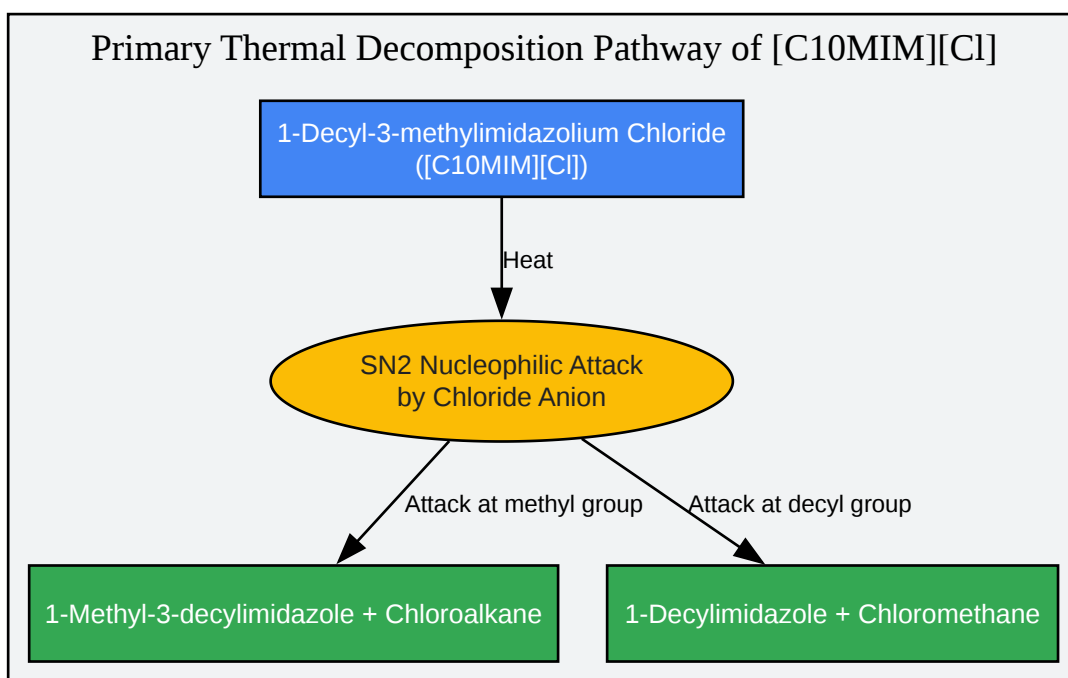 Primary Thermal Decomposition Pathway of [C10MIM][Cl]
1-Decyl-3-methylimidazolium Chloride
([C10MIM][Cl])
Heat
SN2 Nucleophilic Attack
by Chloride Anion
Attack at methyl group
Attack at decyl group
1-Methyl-3-decylimidazole + Chloroalkane
1-Decylimidazole + Chloromethane